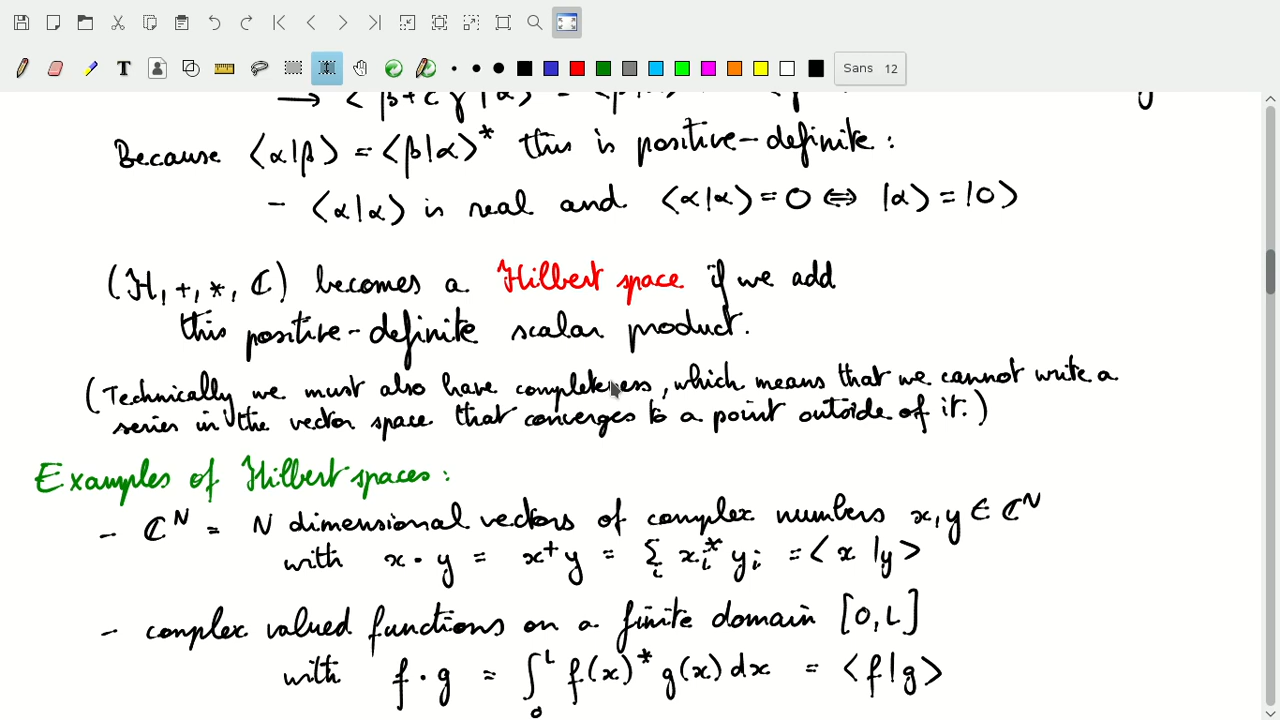 Sans 12
→ ⟨β+cγ|α⟩ =
Because ⟨α|β⟩ = ⟨β|α⟩* this is positive-definite:
- ⟨α|α⟩ is real and ⟨α|α⟩ = 0 ⇔ |α⟩ = |0⟩
(ℋ, +, *, ℂ) becomes a Hilbert space if we add
this positive-definite scalar product.
(Technically we must also have completeness, which means that we cannot write a
series in the vector space that converges to a point outside of it.)
Examples of Hilbert spaces:
- ℂᴺ = N dimensional vectors of complex numbers x, y ∈ ℂᴺ
with x · y = x⁺y = Σᵢ xᵢ* yᵢ = <x|y>
- complex valued functions on a finite domain [0, L]
with f · g = ∫₀ᴸ f(x)* g(x) dx = ⟨f|g⟩